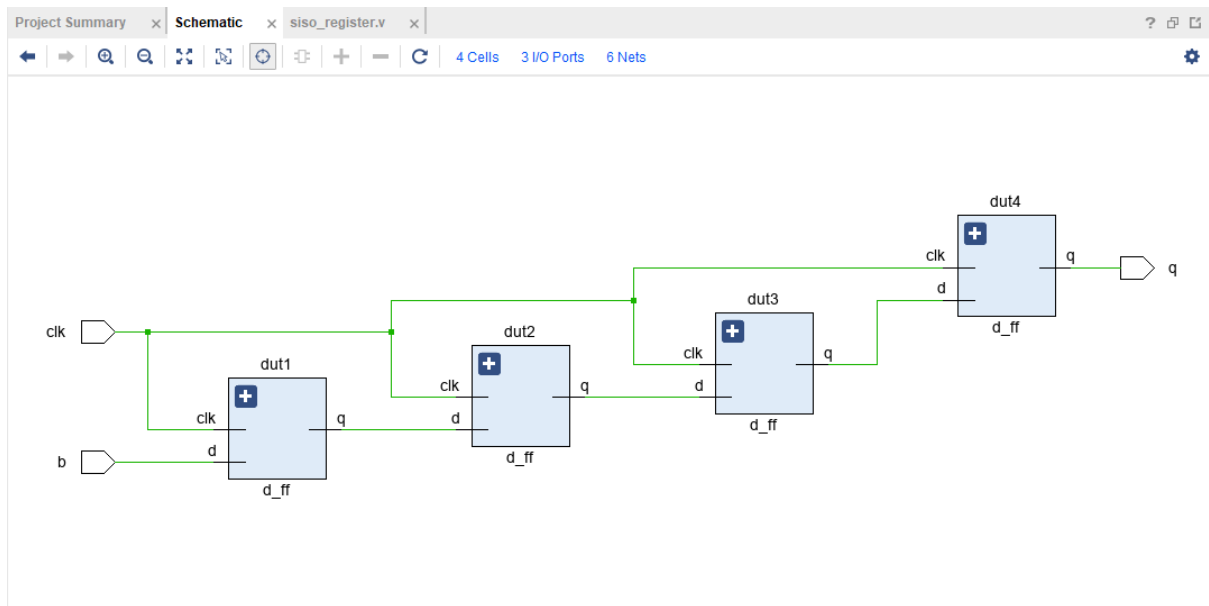 Project Summary × Schematic × siso_register.v × ?
4 Cells 3 I/O Ports 6 Nets
dut4
clk q q
d
d_ff
dut3
clk q
d
d_ff
clk
dut2
clk q
d
d_ff
dut1
clk q
b d
d_ff